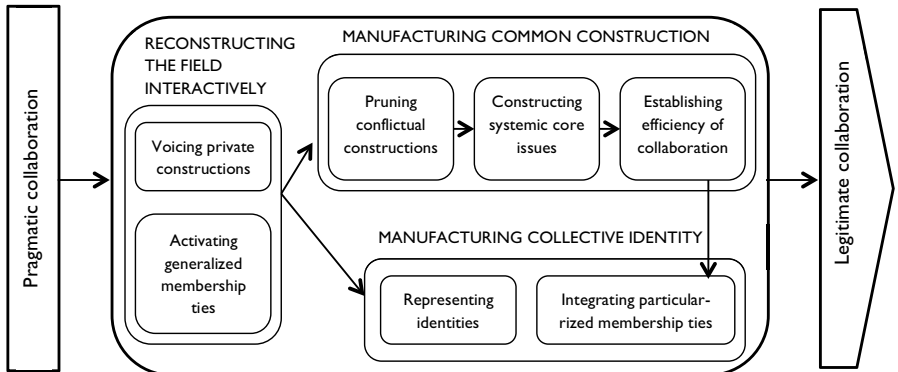 Pragmatic collaboration
RECONSTRUCTING
THE FIELD
INTERACTIVELY
Voicing private
constructions
Activating
generalized
membership
ties
MANUFACTURING COMMON CONSTRUCTION
Pruning
conflictual
constructions
Constructing
systemic core
issues
Establishing
efficiency of
collaboration
MANUFACTURING COLLECTIVE IDENTITY
Representing
identities
Integrating particular-
ized membership ties
Legitimate collaboration